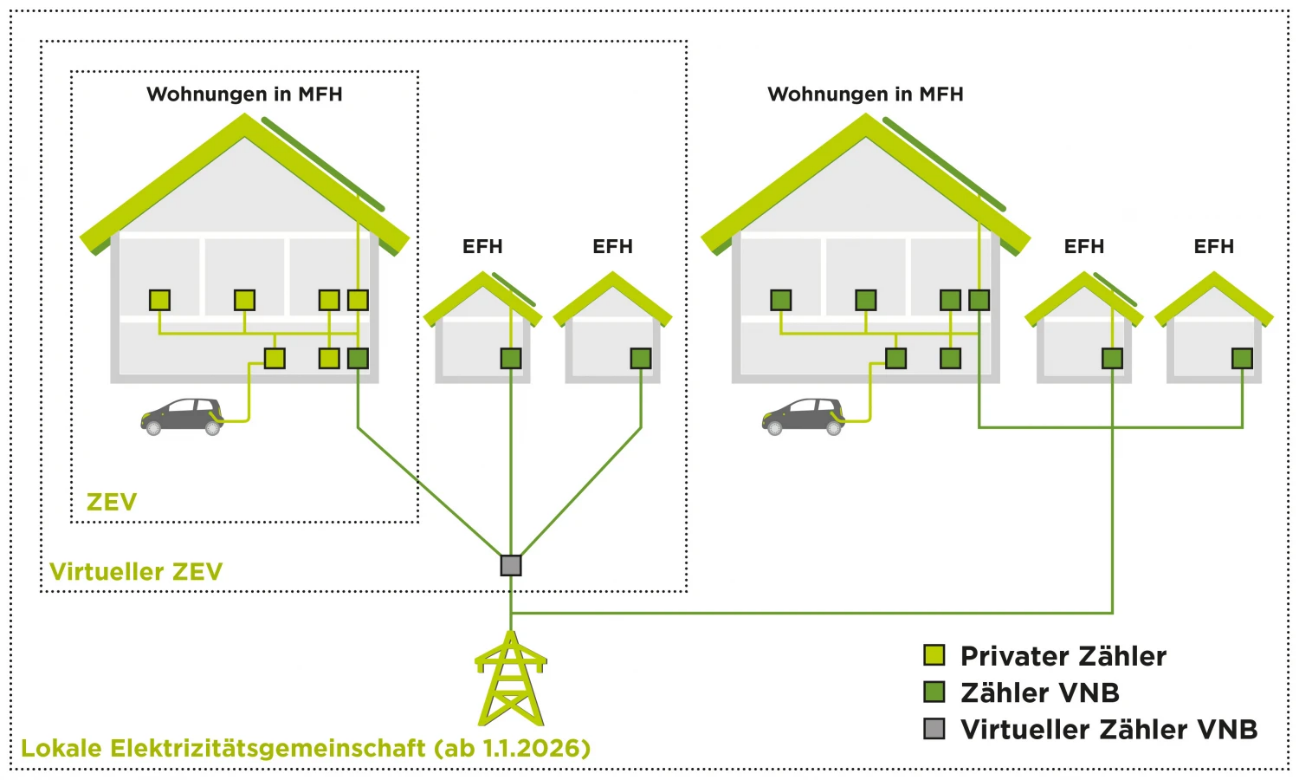 Wohnungen in MFH
Wohnungen in MFH
EFH
EFH
EFH
EFH
ZEV
Virtueller ZEV
Privater Zähler
Zähler VNB
Virtueller Zähler VNB
Lokale Elektrizitätsgemeinschaft (ab 1.1.2026)